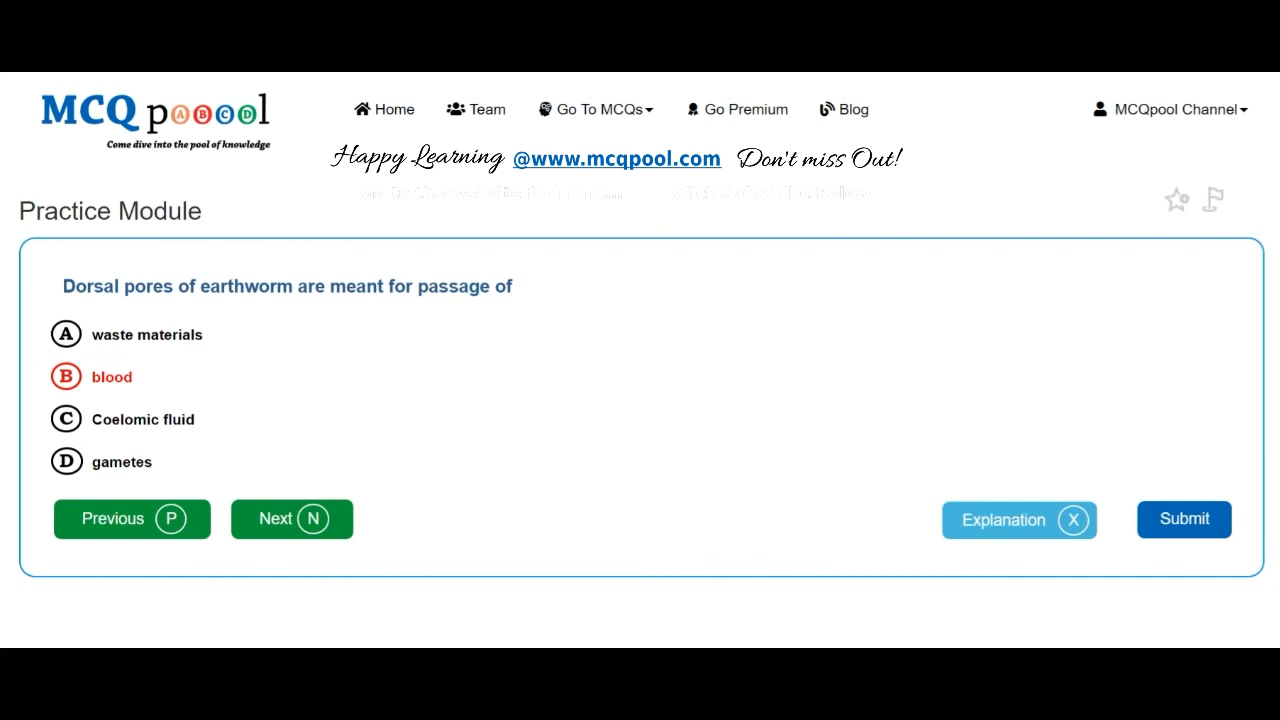 MCQ pooool
Come dive into the pool of knowledge
Home Team Go To MCQs Go Premium Blog MCQpool Channel
Happy Learning @www.mcqpool.com Don't miss Out!
Practice Module
Dorsal pores of earthworm are meant for passage of
A waste materials
B blood
C Coelomic fluid
D gametes
Previous P Next N Explanation X Submit